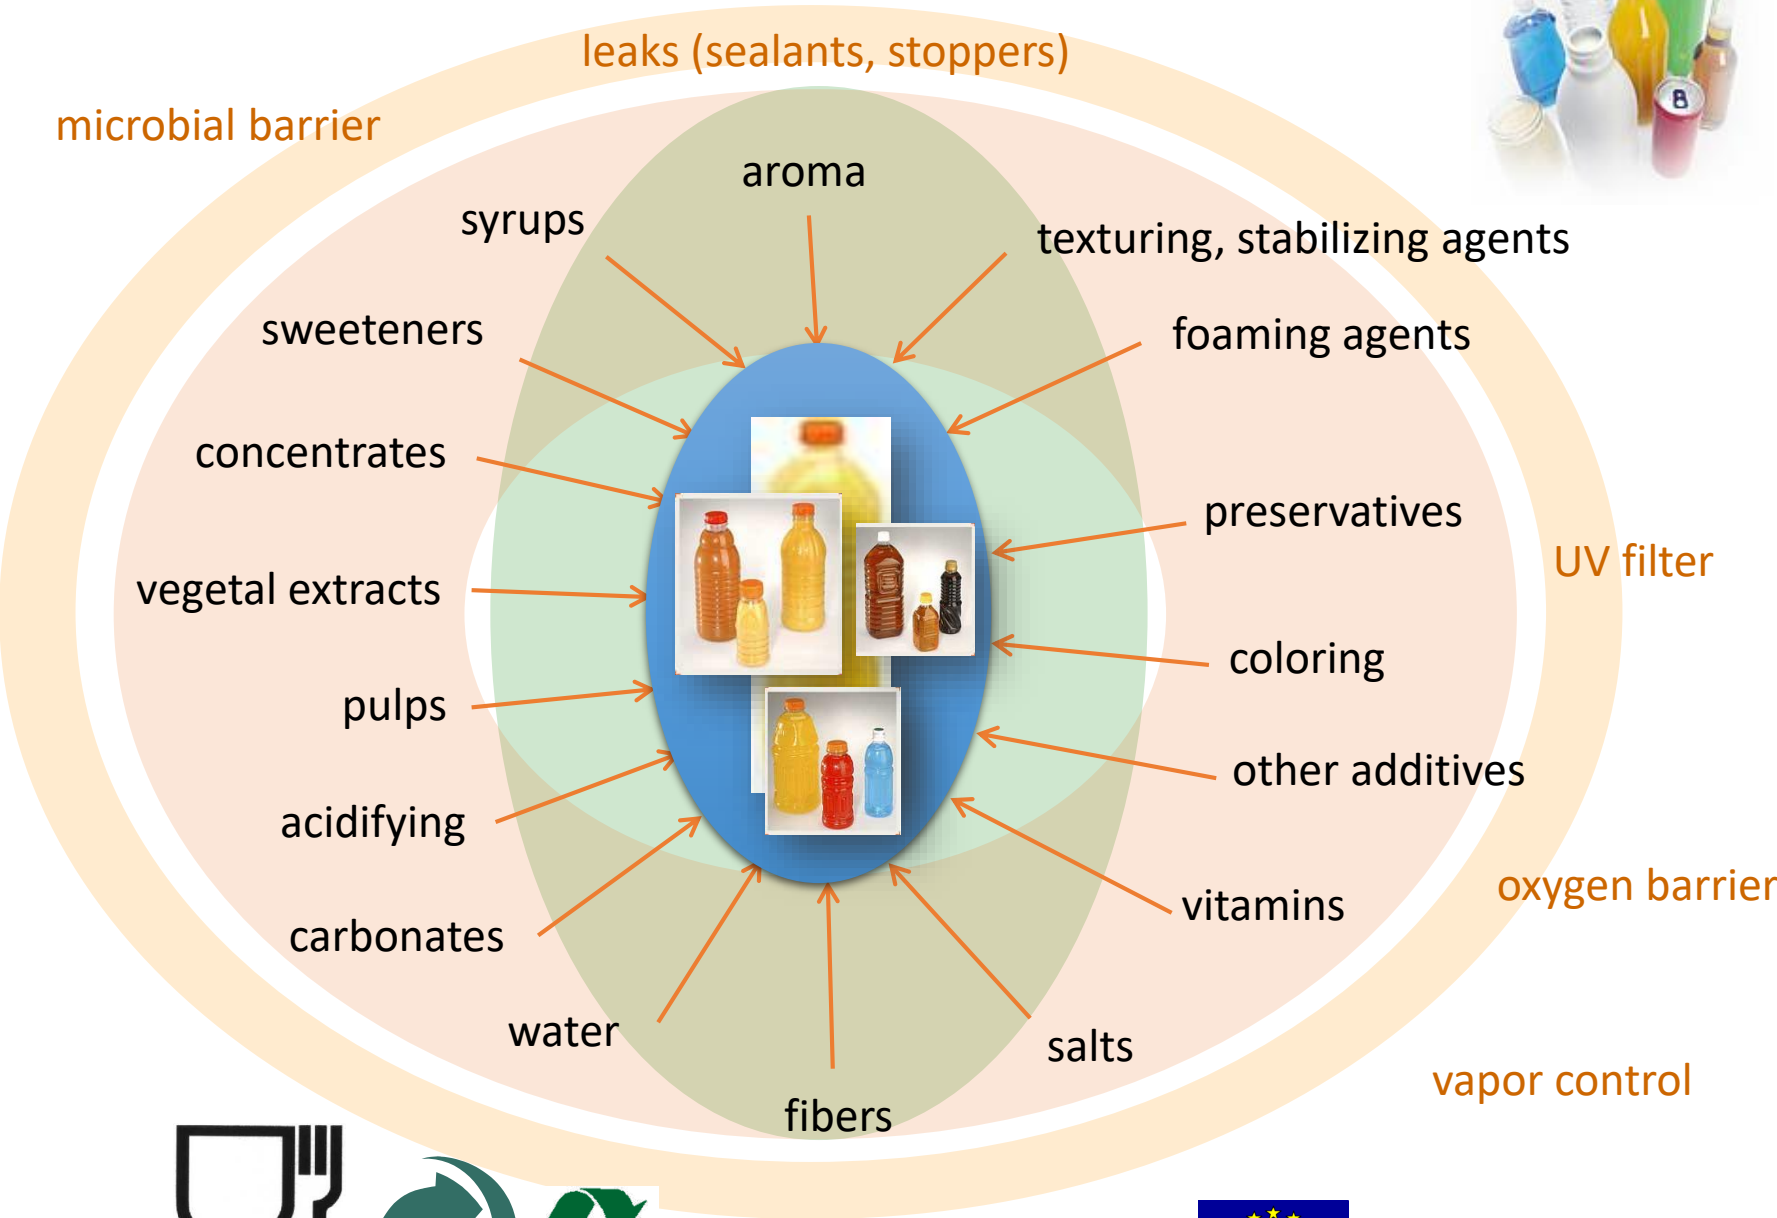 leaks (sealants, stoppers)
microbial barrier
aroma
syrups
texturing, stabilizing agents
sweeteners
foaming agents
concentrates
preservatives
UV filter
vegetal extracts
coloring
pulps
other additives
acidifying
oxygen barrier
vitamins
carbonates
water
salts
vapor control
fibers